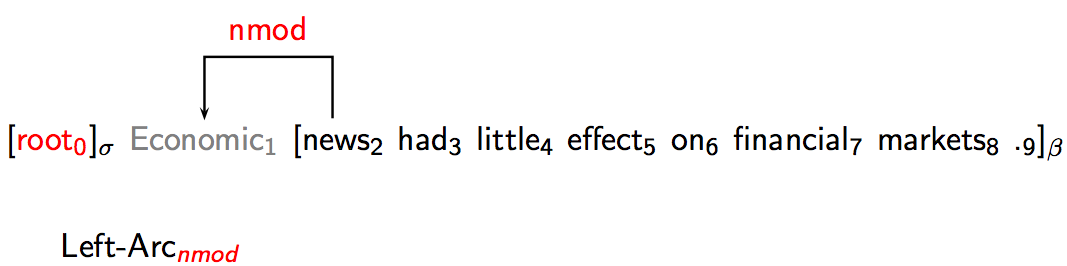 nmod
[root₀]σ Economic₁ [news₂ had₃ little₄ effect₅ on₆ financial₇ markets₈ .₉]β
Left-Arcnmod